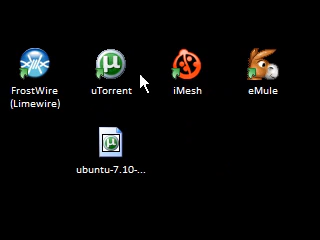 FrostWire
(Limewire)
uTorrent
iMesh
eMule
ubuntu-7.10-...